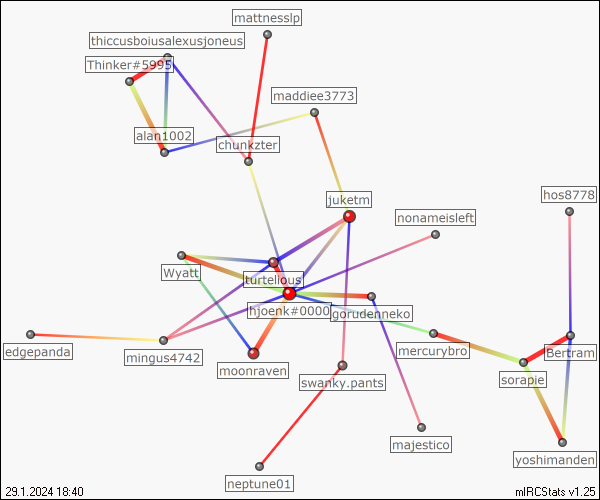 mattnesslp
thiccusboiusalexusjoneus
Thinker#5995
maddiee3773
alan1002
chunkzter
hos8778
juketm
nonameisleft
Wyatt
turtellous
hjoenk#0000
gorudenneko
edgepanda
mingus4742
mercurybro
Bertram
moonraven
swanky.pants
sorapie
majestico
yoshimanden
neptune01
29.1.2024 18:40
mIRCStats v1.25